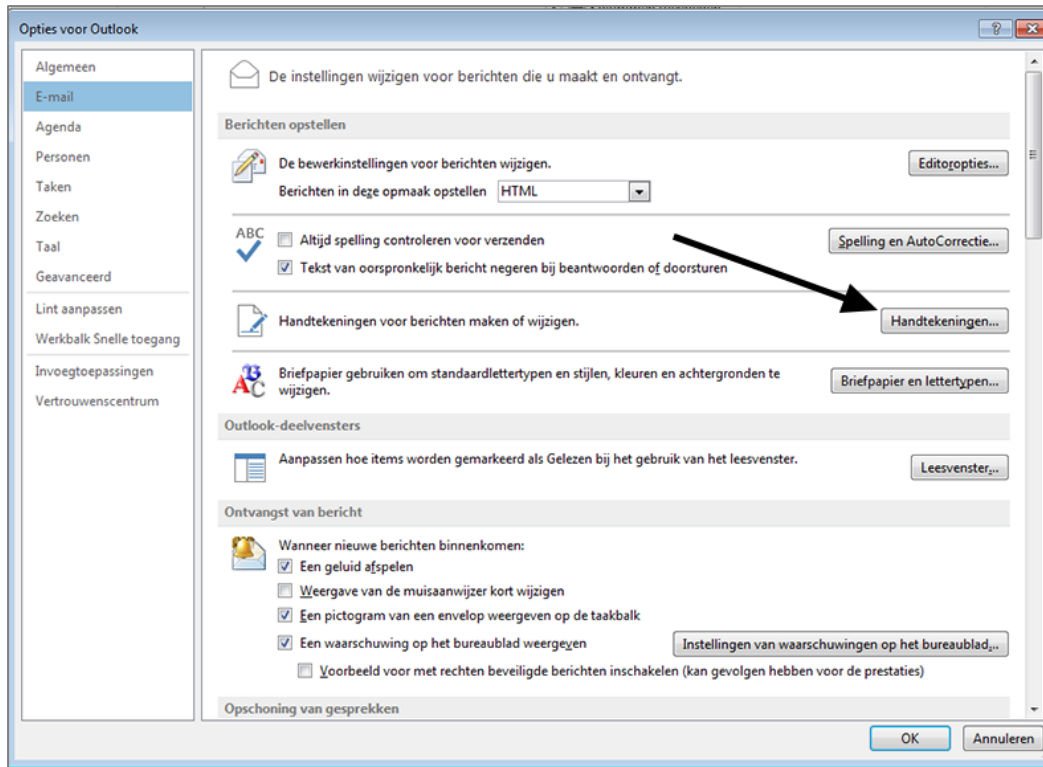 Opties voor Outlook
Algemeen
E-mail
Agenda
Personen
Taken
Zoeken
Taal
Geavanceerd
Lint aanpassen
Werkbalk Snelle toegang
Invoegtoepassingen
Vertrouwenscentrum
De instellingen wijzigen voor berichten die u maakt en ontvangt.
Berichten opstellen
De bewerkinstellingen voor berichten wijzigen.
Editoropties...
Berichten in deze opmaak opstellen HTML
ABC
Altijd spelling controleren voor verzenden
Spelling en AutoCorrectie...
Tekst van oorspronkelijk bericht negeren bij beantwoorden of doorsturen
Handtekeningen voor berichten maken of wijzigen.
Handtekeningen...
Briefpapier gebruiken om standaardlettertypen en stijlen, kleuren en achtergronden te
wijzigen.
Briefpapier en lettertypen...
Outlook-deelvensters
Aanpassen hoe items worden gemarkeerd als Gelezen bij het gebruik van het leesvenster.
Leesvenster...
Ontvangst van bericht
Wanneer nieuwe berichten binnenkomen:
Een geluid afspelen
Weergave van de muisaanwijzer kort wijzigen
Een pictogram van een envelop weergeven op de taakbalk
Een waarschuwing op het bureaublad weergeven
Instellingen van waarschuwingen op het bureaublad...
Voorbeeld voor met rechten beveiligde berichten inschakelen (kan gevolgen hebben voor de prestaties)
Opschoning van gesprekken
OK
Annuleren